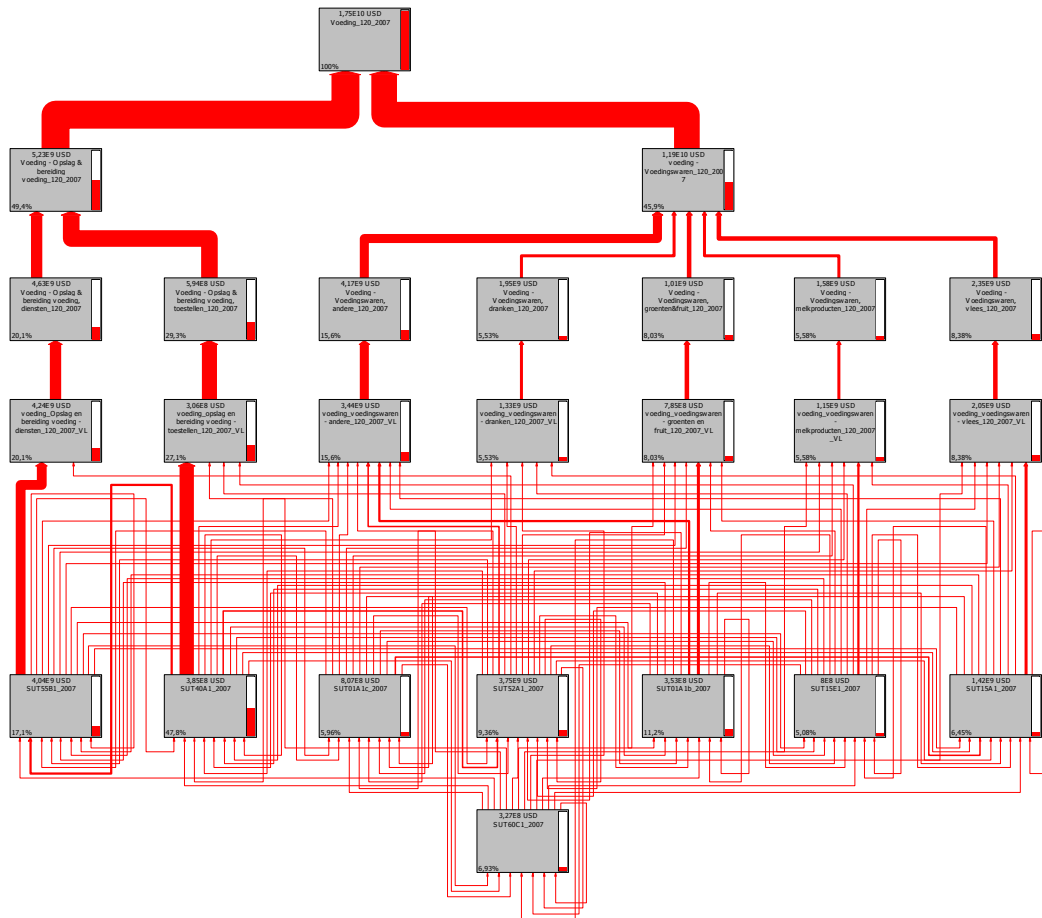 1,75E10 USD
Voeding_120_2007
100%
5,23E9 USD
Voeding - Opslag &
bereiding
voeding_120_2007
49,4%
1,19E10 USD
voeding -
Voedingswaren_120_200
7
45,9%
4,63E9 USD
Voeding - Opslag &
bereiding voeding,
diensten_120_2007
20,1%
5,94E8 USD
Voeding - Opslag &
bereiding voeding,
toestellen_120_2007
29,3%
4,17E9 USD
Voeding -
Voedingswaren,
andere_120_2007
15,6%
1,95E9 USD
Voeding -
Voedingswaren,
dranken_120_2007
5,53%
1,01E9 USD
Voeding -
Voedingswaren,
groenten&fruit_120_2007
8,03%
1,58E9 USD
Voeding -
Voedingswaren,
melkproducten_120_2007
5,58%
2,35E9 USD
Voeding -
Voedingswaren,
vlees_120_2007
8,38%
4,24E9 USD
voeding_Opslag en
bereiding voeding -
diensten_120_2007_VL
20,1%
3,06E8 USD
voeding_opslag en
bereiding voeding -
toestellen_120_2007_VL
27,1%
3,44E9 USD
voeding_voedingswaren
- andere_120_2007_VL
15,6%
1,33E9 USD
voeding_voedingswaren
- dranken_120_2007_VL
5,53%
7,85E8 USD
voeding_voedingswaren
- groenten en
fruit_120_2007_VL
8,03%
1,15E9 USD
voeding_voedingswaren
-
melkproducten_120_2007
_VL
5,58%
2,05E9 USD
voeding_voedingswaren
- vlees_120_2007_VL
8,38%
4,04E9 USD
SUT55B1_2007
17,1%
3,85E8 USD
SUT40A1_2007
47,8%
8,07E8 USD
SUT01A1c_2007
5,96%
3,75E9 USD
SUT52A1_2007
9,36%
3,53E8 USD
SUT01A1b_2007
11,2%
8E8 USD
SUT15E1_2007
5,08%
1,42E9 USD
SUT15A1_2007
6,45%
3,27E8 USD
SUT60C1_2007
6,93%